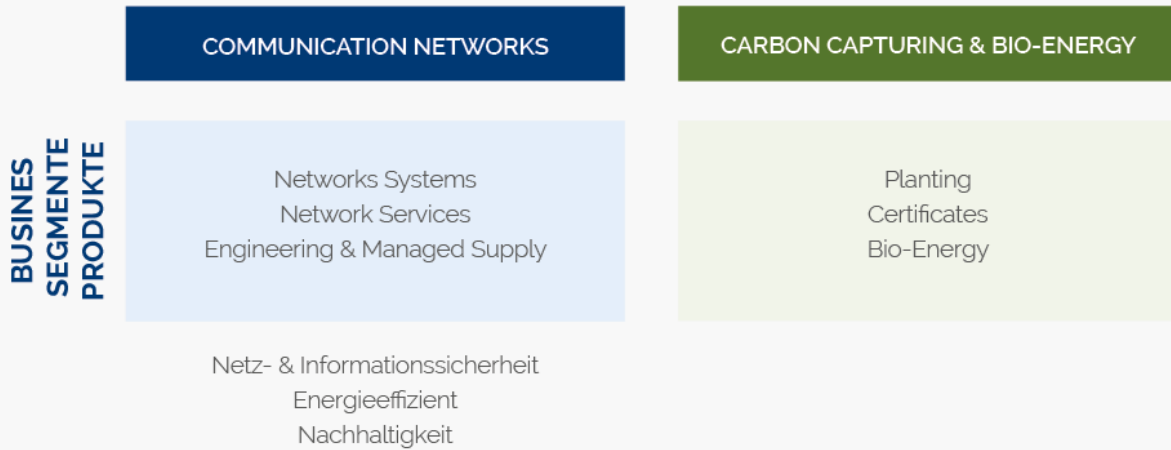 COMMUNICATION NETWORKS
CARBON CAPTURING & BIO-ENERGY
BUSINES
SEGMENTE
PRODUKTE
Networks Systems
Network Services
Engineering & Managed Supply
Planting
Certificates
Bio-Energy
Netz- & Informationssicherheit
Energieeffizient
Nachhaltigkeit